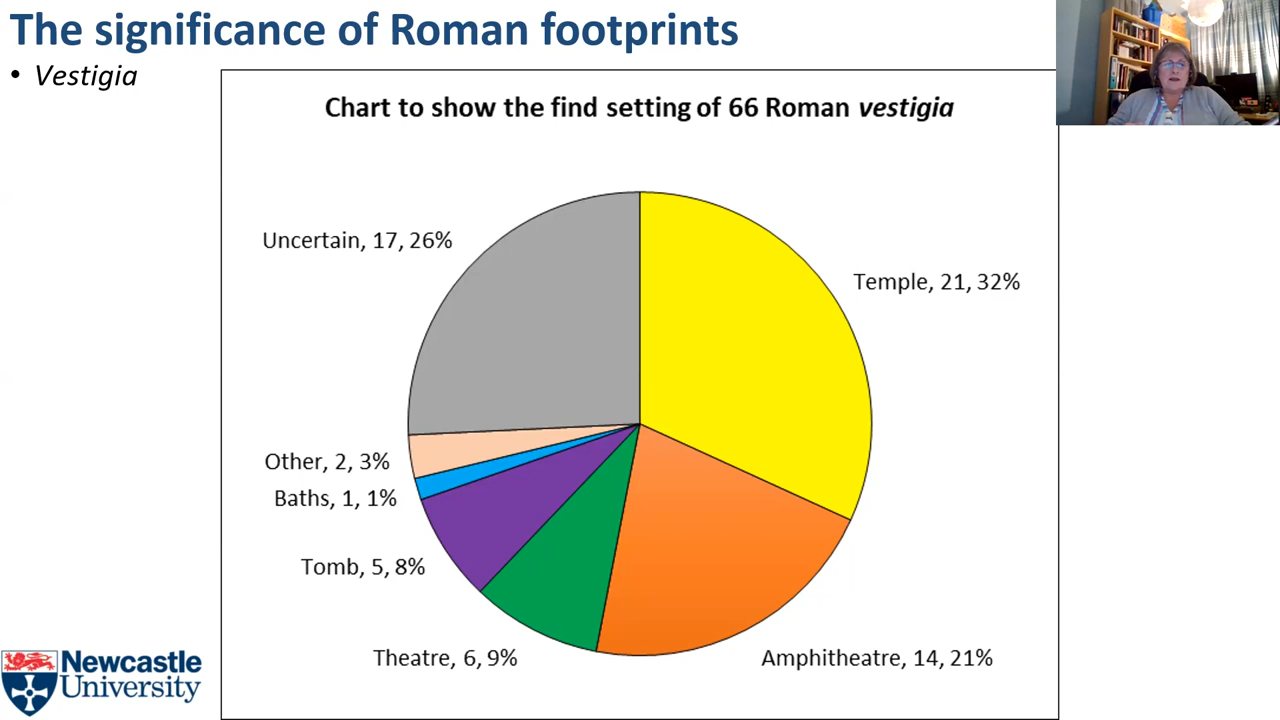 The significance of Roman footprints
• Vestigia
Chart to show the find setting of 66 Roman vestigia
Uncertain, 17, 26%
Temple, 21, 32%
Other, 2, 3%
Baths, 1, 1%
Tomb, 5, 8%
Theatre, 6, 9%
Amphitheatre, 14, 21%
Newcastle
University